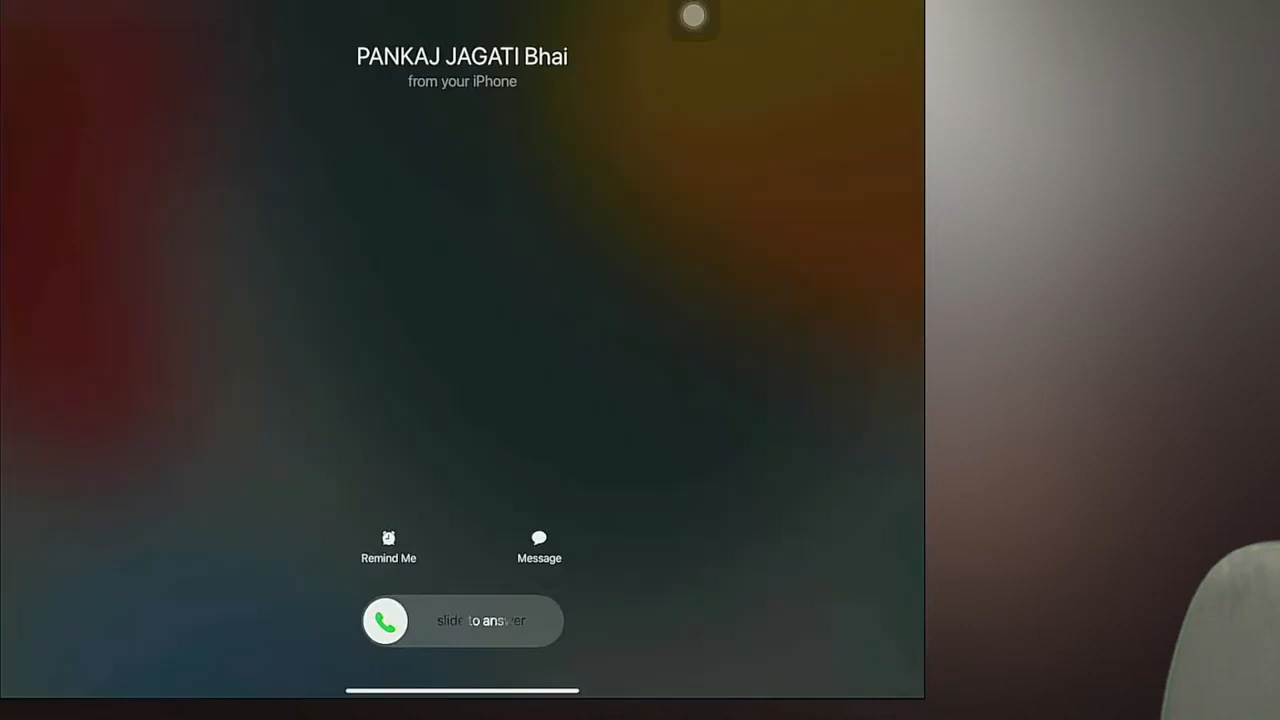 PANKAJ JAGATI Bhai
from your iPhone
Remind Me
Message
slide to answer